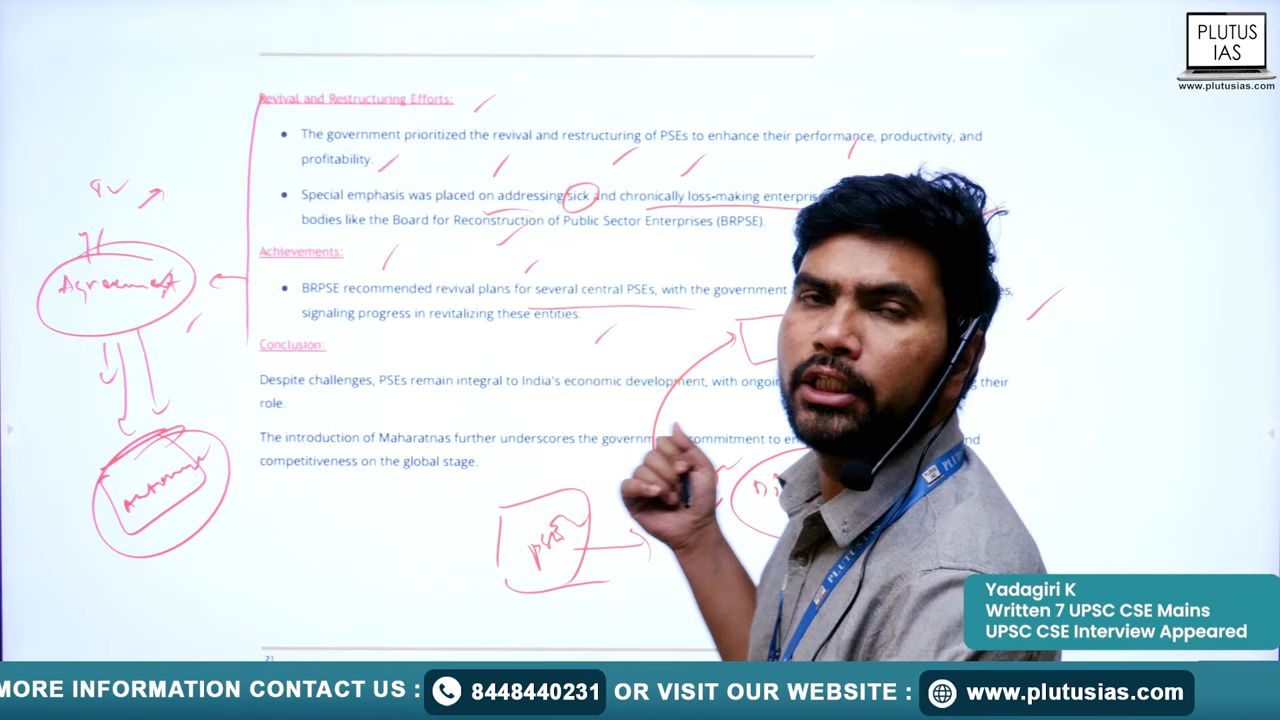 PLUTUS
IAS
www.plutusias.com
Revival and Restructuring Efforts:
The government prioritized the revival and restructuring of PSEs to enhance their performance, productivity, and
profitability.
Special emphasis was placed on addressing sick and chronically loss-making
bodies like the Board for Reconstruction of Public Sector Enterprises (BRPSE).
Achievements:
BRPSE recommended revival plans for several central PSEs, with the government
signaling progress in revitalizing these entities.
Agreement
Conclusion:
Despite challenges, PSEs remain integral to India's economic development, with their
role.
The introduction of Maharatnas further underscores the commitment to and
competitiveness on the global stage.
Yadagiri K
Written 7 UPSC CSE Mains
UPSC CSE Interview Appeared
21
MORE INFORMATION CONTACT US : 8448440231 OR VISIT OUR WEBSITE : www.plutusias.com